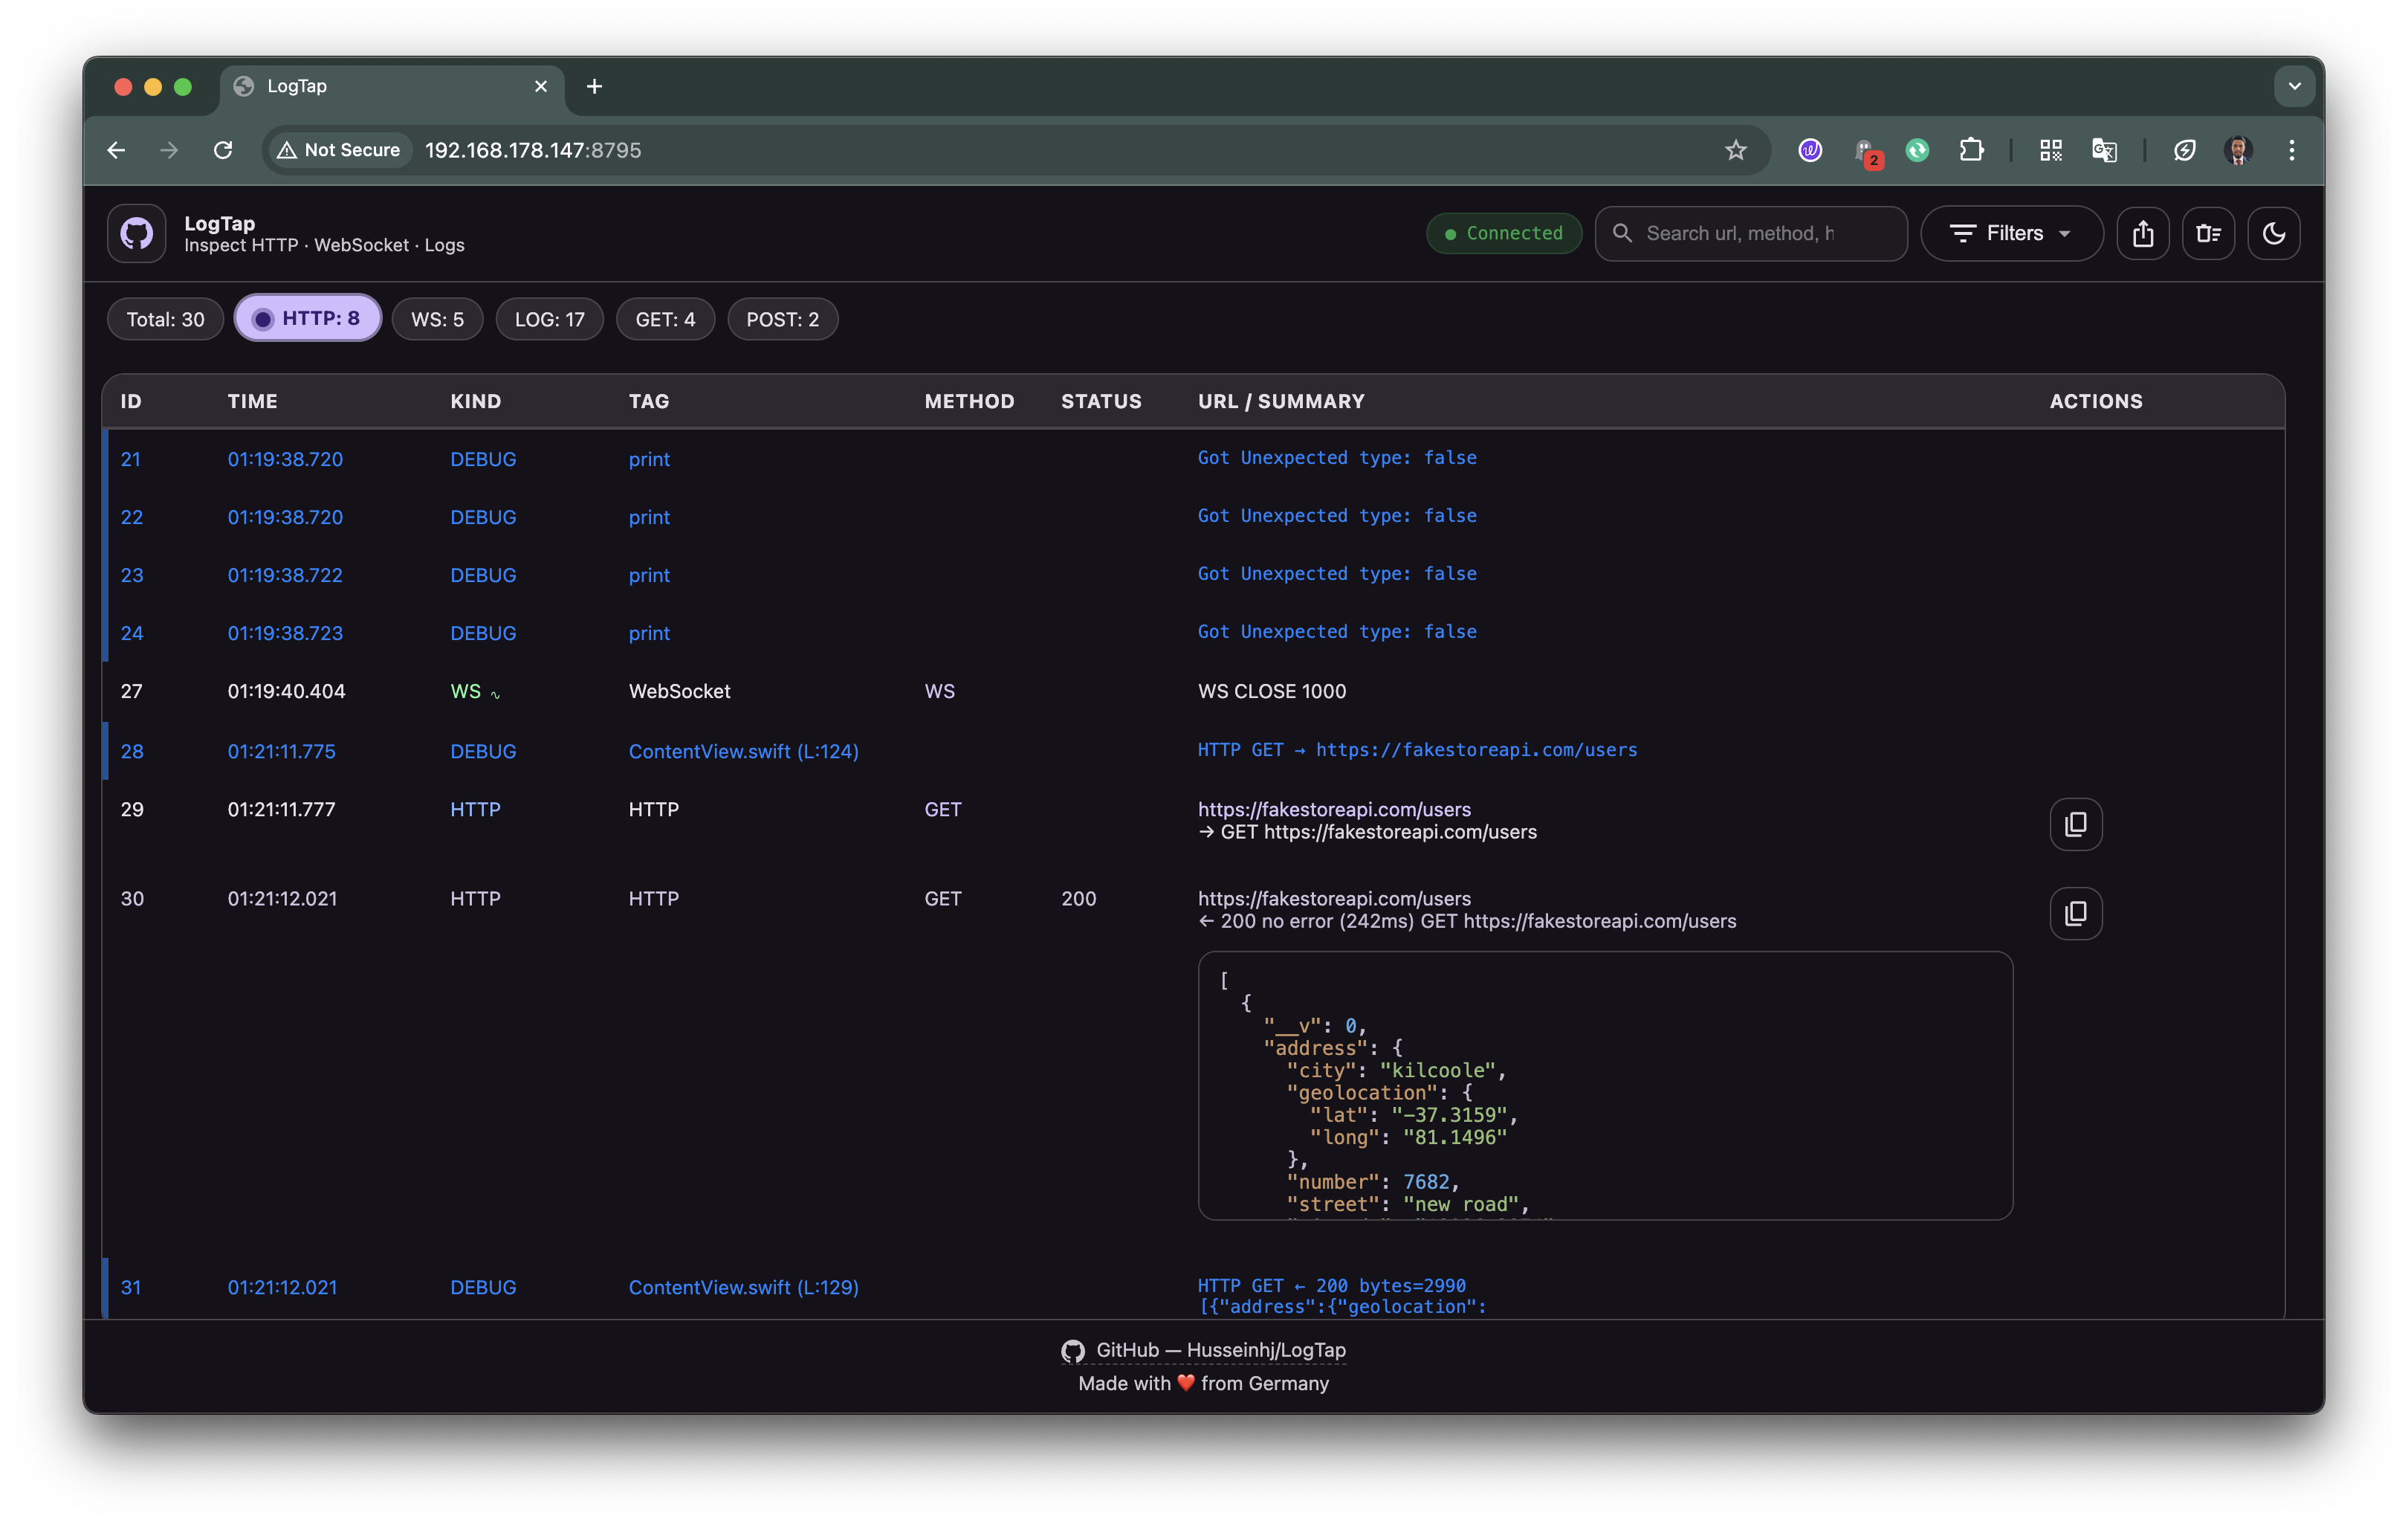 LogTap
Not Secure 192.168.178.147:8795
2
LogTap
Inspect HTTP · WebSocket · Logs
Connected
Search url, method, h
Filters
Total: 30
HTTP: 8
WS: 5
LOG: 17
GET: 4
POST: 2
ID TIME KIND TAG METHOD STATUS URL / SUMMARY ACTIONS
21 01:19:38.720 DEBUG print Got Unexpected type: false
22 01:19:38.720 DEBUG print Got Unexpected type: false
23 01:19:38.722 DEBUG print Got Unexpected type: false
24 01:19:38.723 DEBUG print Got Unexpected type: false
27 01:19:40.404 WS ∿ WebSocket WS WS CLOSE 1000
28 01:21:11.775 DEBUG ContentView.swift (L:124) HTTP GET → https://fakestoreapi.com/users
29 01:21:11.777 HTTP HTTP GET https://fakestoreapi.com/users
→ GET https://fakestoreapi.com/users
30 01:21:12.021 HTTP HTTP GET 200 https://fakestoreapi.com/users
← 200 no error (242ms) GET https://fakestoreapi.com/users
[
{
"__v": 0,
"address": {
"city": "kilcoole",
"geolocation": {
"lat": "-37.3159",
"long": "81.1496"
},
"number": 7682,
"street": "new road",
31 01:21:12.021 DEBUG ContentView.swift (L:129) HTTP GET ← 200 bytes=2990
[{"address":{"geolocation":
GitHub — Husseinhj/LogTap
Made with ❤️ from Germany